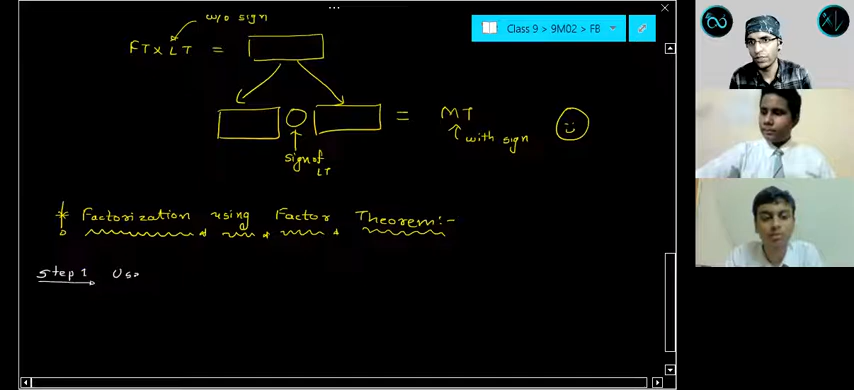 w/o sign
Class 9 > 9M02 > FB
FT x LT =
= MT
with sign
sign of
LT
* Factorization using Factor Theorem:-
Step 1 Use